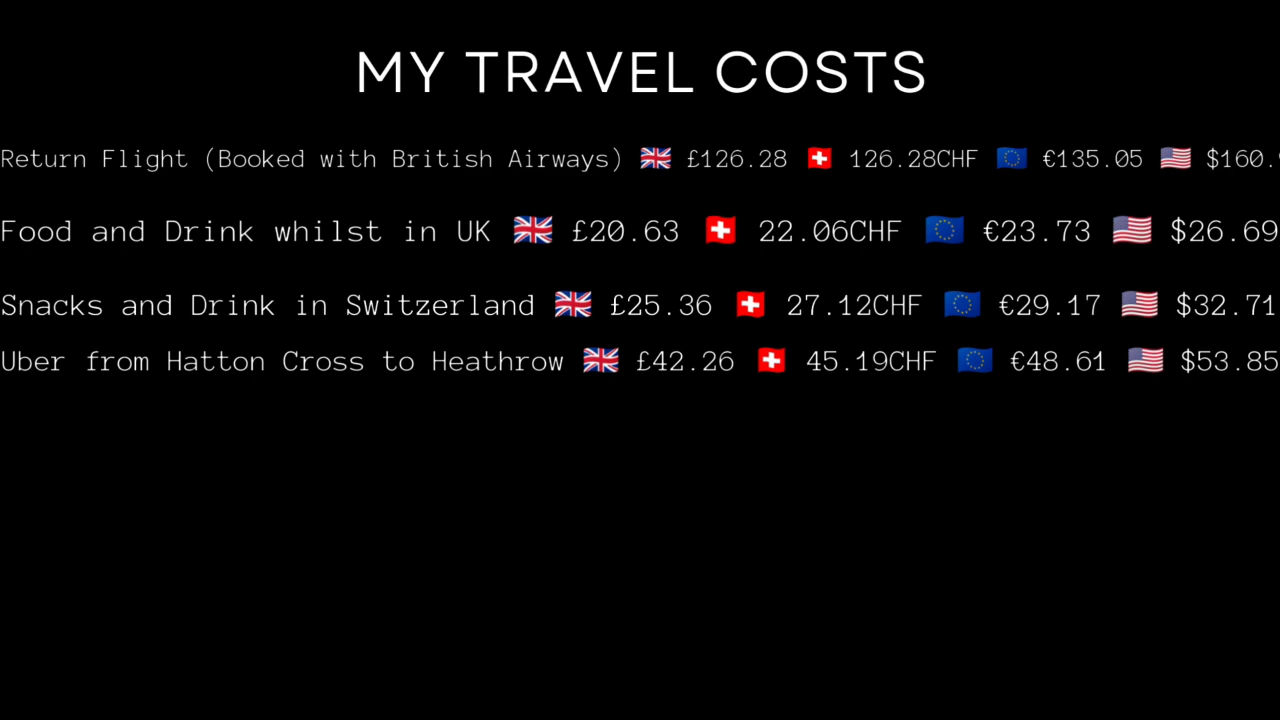 MY TRAVEL COSTS
Return Flight (Booked with British Airways) 🇬🇧 £126.28 🇨🇭 126.28CHF 🇪🇺 €135.05 🇺🇸 $160.
Food and Drink whilst in UK 🇬🇧 £20.63 🇨🇭 22.06CHF 🇪🇺 €23.73 🇺🇸 $26.69
Snacks and Drink in Switzerland 🇬🇧 £25.36 🇨🇭 27.12CHF 🇪🇺 €29.17 🇺🇸 $32.71
Uber from Hatton Cross to Heathrow 🇬🇧 £42.26 🇨🇭 45.19CHF 🇪🇺 €48.61 🇺🇸 $53.85